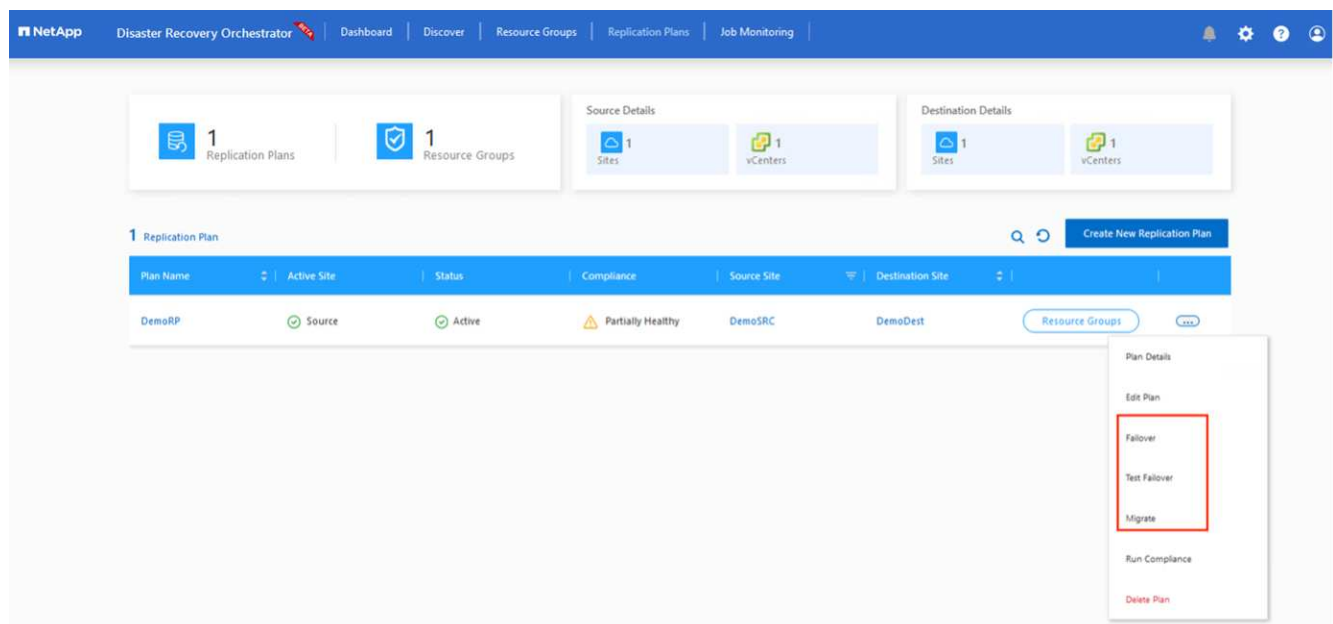 NetApp Disaster Recovery Orchestrator Dashboard Discover Resource Groups Replication Plans Job Monitoring
1
Replication Plans
1
Resource Groups
Source Details
1
Sites
1
vCenters
Destination Details
1
Sites
1
vCenters
1 Replication Plan
Create New Replication Plan
Plan Name Active Site Status Compliance Source Site Destination Site
DemoRP Source Active Partially Healthy DemoSRC DemoDest Resource Groups ...
Plan Details
Edit Plan
Failover
Test Failover
Migrate
Run Compliance
Delete Plan